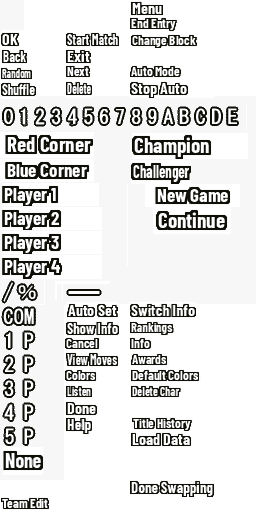 Menu
End Entry
OK Start Match Change Block
Back Exit
Random Next Auto Mode
Shuffle Delete Stop Auto
0 1 2 3 4 5 6 7 8 9 A B C D E
Red Corner Champion
Blue Corner Challenger
Player 1 New Game
Player 2 Continue
Player 3
Player 4
/ % —
COM Auto Set Switch Info
1 P Show Info Rankings
Cancel Info
2 P View Moves Awards
Colors Default Colors
3 P Listen Delete Char
4 P Done
Help Title History
5 P Load Data
None
Done Swapping
Team Edit